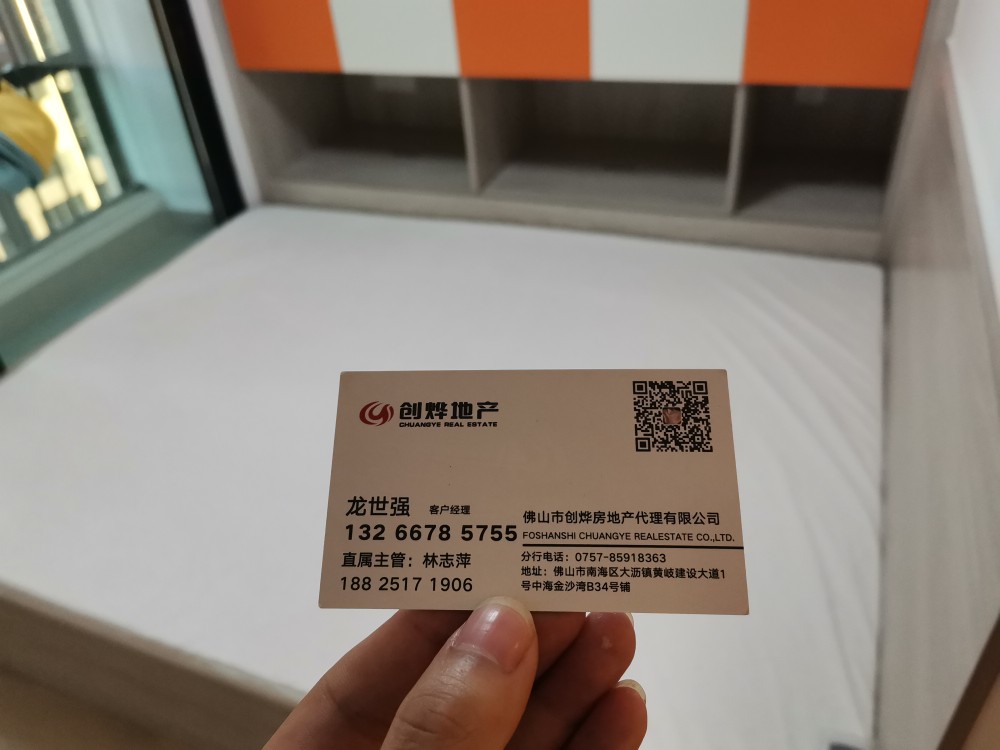 创烨地产
CHUANGYE REAL ESTATE
龙世强 客户经理
132 6678 5755
直属主管：林志萍
188 2517 1906
佛山市创烨房地产代理有限公司
FOSHANSHI CHUANGYE REALESTATE CO.,LTD.
分行电话：0757-85918363
地址：佛山市南海区大沥镇黄岐建设大道1
号中海金沙湾B34号铺